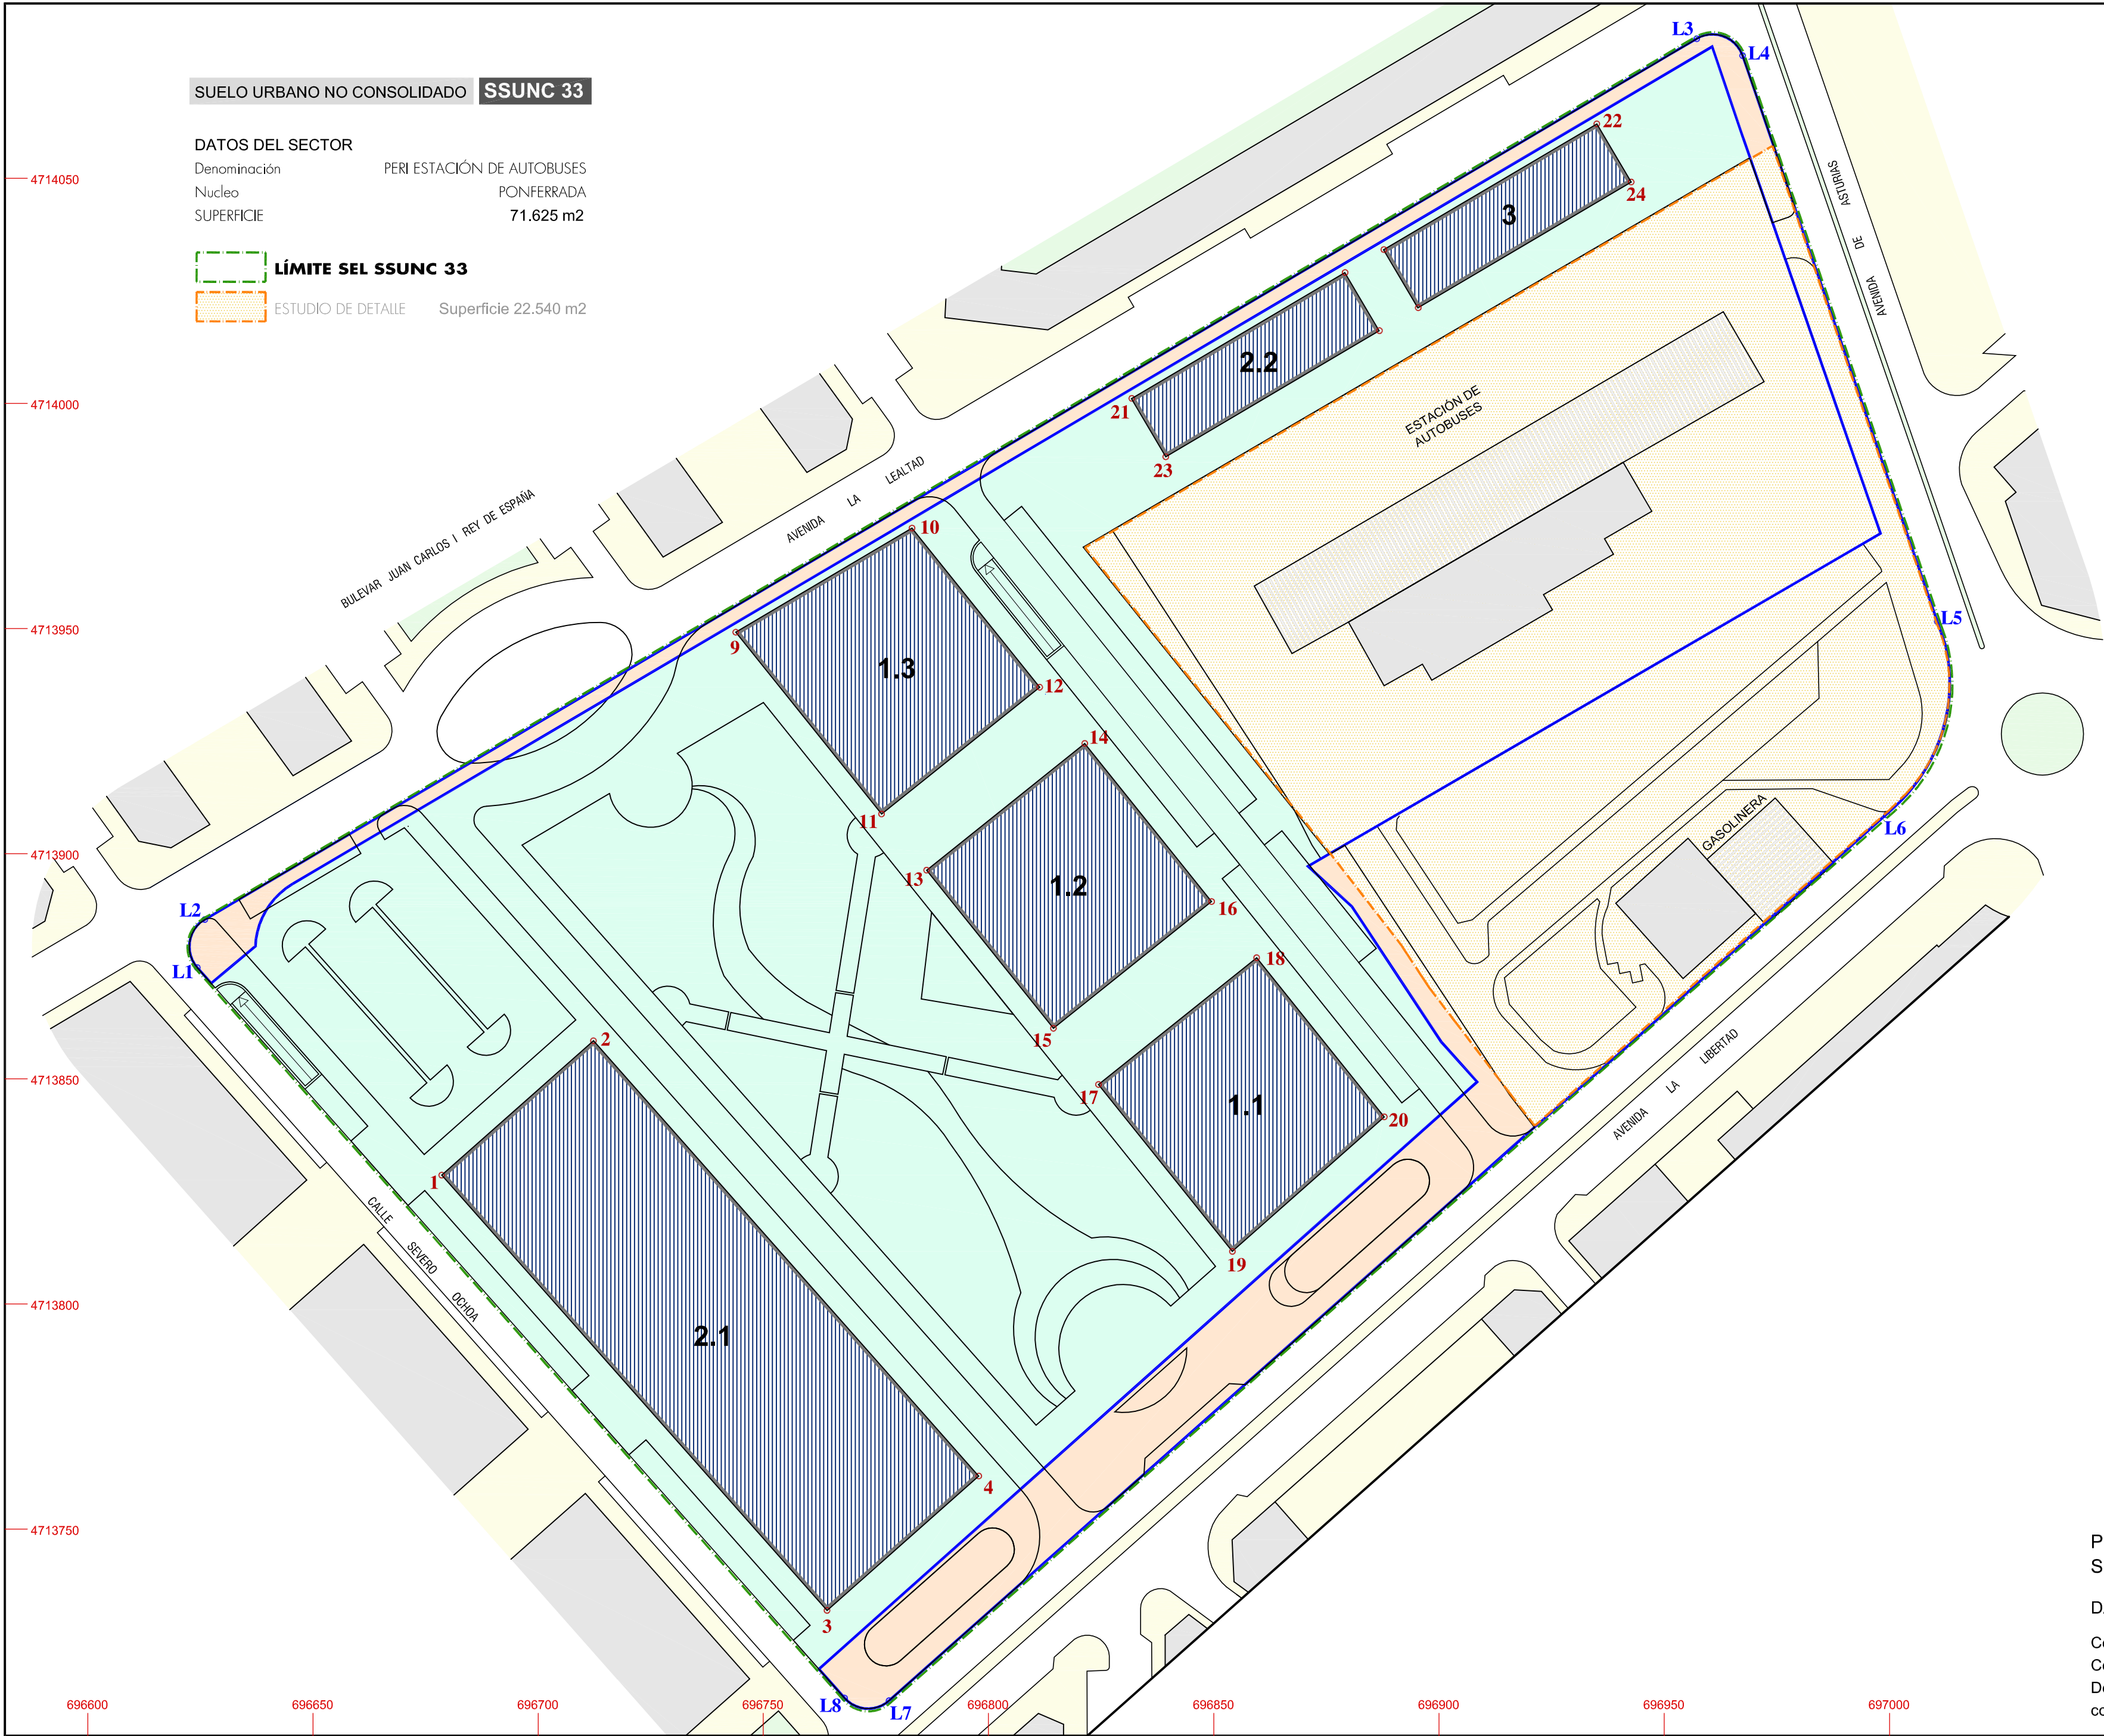 SUELO URBANO NO CONSOLIDADO SSUNC 33
DATOS DEL SECTOR
Denominación PERI ESTACIÓN DE AUTOBUSES
Nucleo PONFERRADA
SUPERFICIE 71.625 m2
LÍMITE SEL SSUNC 33
ESTUDIO DE DETALLE Superficie 22.540 m2
L3
L4
22
24
3
AVENIDA DE ASTURIAS
4714050
2.2
21
23
ESTACIÓN DE
AUTOBUSES
4714000
AVENIDA LA LEALTAD
BULEVAR JUAN CARLOS I REY DE ESPAÑA
10
9
1.3
12
11
4713950
L5
14
13
1.2
16
15
L6
GASOLINERA
4713900
L2
L1
18
17
1.1
20
19
2
1
AVENIDA LA LIBERTAD
4713850
CALLE SEVERO OCHOA
4713800
2.1
4
3
4713750
L8
L7
696600
696650
696700
696750
696800
696850
696900
696950
697000
P
S